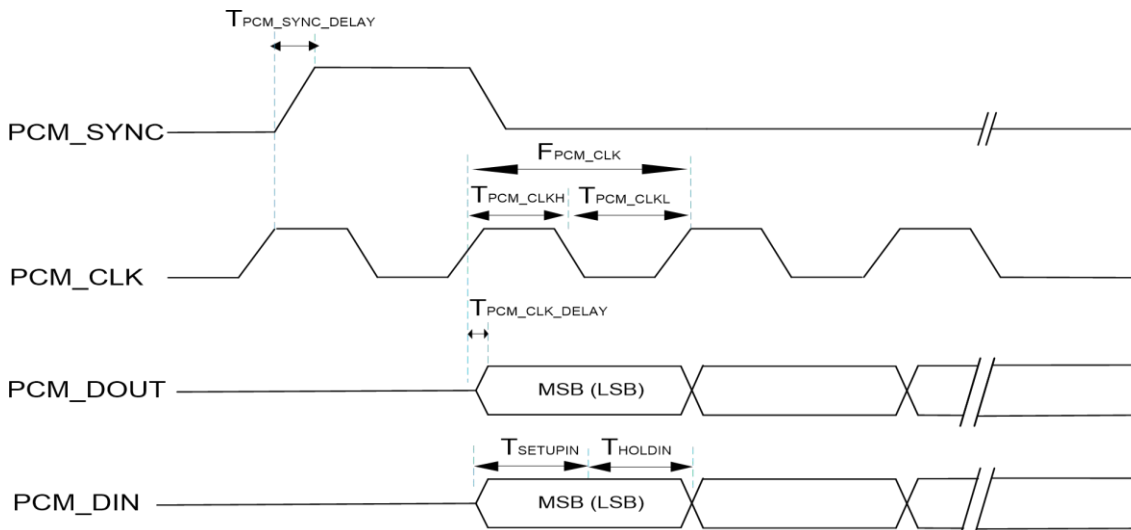 TPCM_SYNC_DELAY
PCM_SYNC
FPCM_CLK
TPCM_CLKH TPCM_CLKL
PCM_CLK
TPCM_CLK_DELAY
PCM_DOUT MSB (LSB)
TSETUPIN THOLDIN
PCM_DIN MSB (LSB)